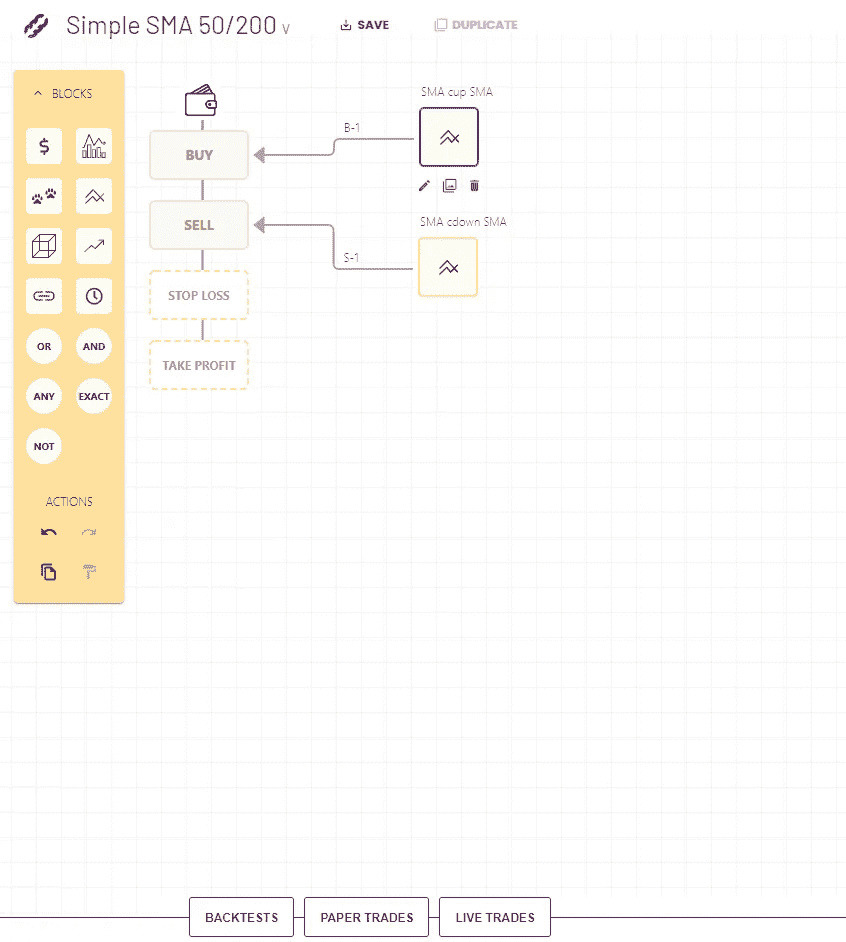 Simple SMA 50/200 v
SAVE
DUPLICATE
BLOCKS
$
OR
AND
ANY
EXACT
NOT
ACTIONS
BUY
SELL
STOP LOSS
TAKE PROFIT
B-1
SMA cup SMA
S-1
SMA cdown SMA
BACKTESTS
PAPER TRADES
LIVE TRADES